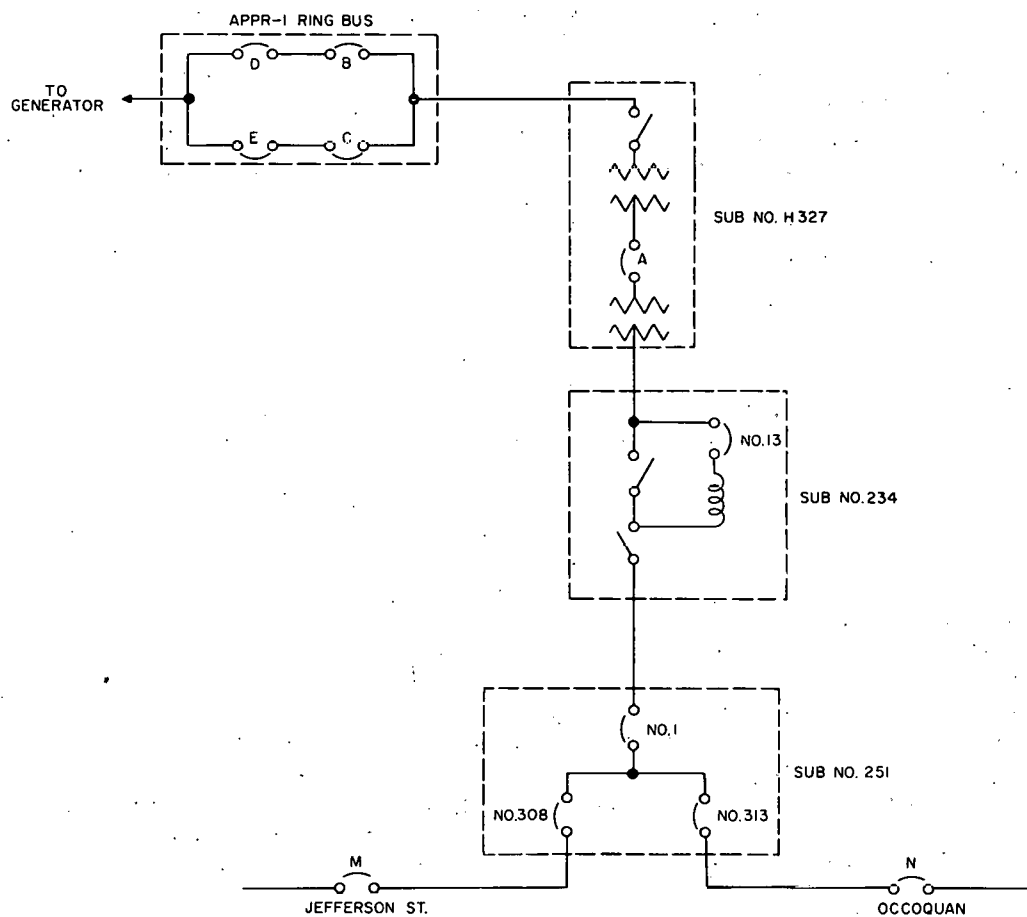 APPR-1 RING BUS
D
B
TO
GENERATOR
E
C
A
SUB NO. H327
NO.13
SUB NO.234
NO.1
SUB NO. 251
NO.308
NO.313
M
N
JEFFERSON ST.
OCCOQUAN